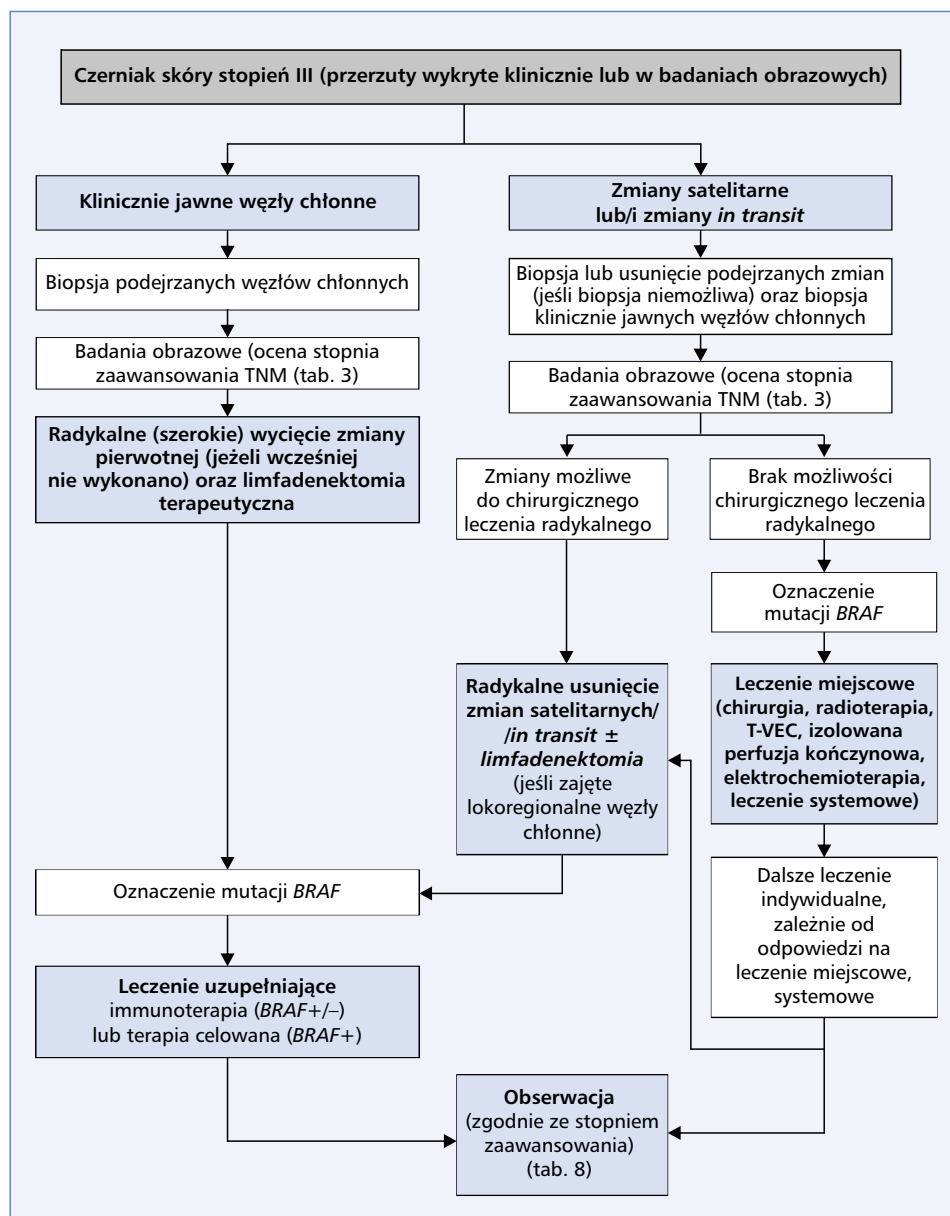 Czerniak skóry stopień III (przerzuty wykryte klinicznie lub w badaniach obrazowych)
Klinicznie jawne węzły chłonne
Biopsja podejrzanych węzłów chłonnych
Badania obrazowe (ocena stopnia
zaawansowania TNM (tab. 3)
Radykalne (szerokie) wycięcie zmiany
pierwotnej (jeżeli wcześniej
nie wykonano) oraz limfadenektomia
terapeutyczna
Zmiany satelitarne
lub/i zmiany in transit
Biopsja lub usunięcie podejrzanych zmian
(jeśli biopsja niemożliwa) oraz biopsja
klinicznie jawnych węzłów chłonnych
Badania obrazowe (ocena stopnia
zaawansowania TNM (tab. 3)
Zmiany możliwe
do chirurgicznego
leczenia radykalnego
Brak możliwości
chirurgicznego leczenia
radykalnego
Oznaczenie
mutacji BRAF
Radykalne usunięcie
zmian satelitarnych/
/in transit ±
limfadenektomia
(jeśli zajęte
lokoregionalne węzły
chłonne)
Leczenie miejscowe
(chirurgia, radioterapia,
T-VEC, izolowana
perfuzja kończynowa,
elektrochemioterapia,
leczenie systemowe)
Dalsze leczenie
indywidualne,
zależnie od
odpowiedzi na
leczenie miejscowe,
systemowe
Oznaczenie mutacji BRAF
Leczenie uzupełniające
immunoterapia (BRAF+/–)
lub terapia celowana (BRAF+)
Obserwacja
(zgodnie ze stopniem
zaawansowania)
(tab. 8)